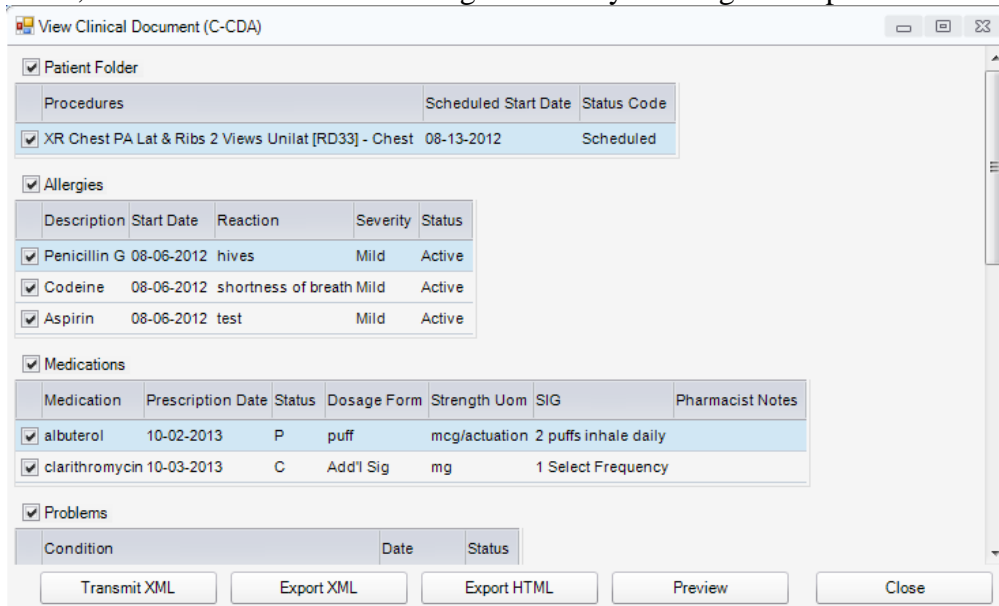 View Clinical Document (C-CDA)
Patient Folder
Procedures Scheduled Start Date Status Code
XR Chest PA Lat & Ribs 2 Views Unilat [RD33] - Chest 08-13-2012 Scheduled
Allergies
Description Start Date Reaction Severity Status
Penicillin G 08-06-2012 hives Mild Active
Codeine 08-06-2012 shortness of breath Mild Active
Aspirin 08-06-2012 test Mild Active
Medications
Medication Prescription Date Status Dosage Form Strength Uom SIG Pharmacist Notes
albuterol 10-02-2013 P puff mcg/actuation 2 puffs inhale daily
clarithromycin 10-03-2013 C Add'l Sig mg 1 Select Frequency
Problems
Condition Date Status
Transmit XML Export XML Export HTML Preview Close